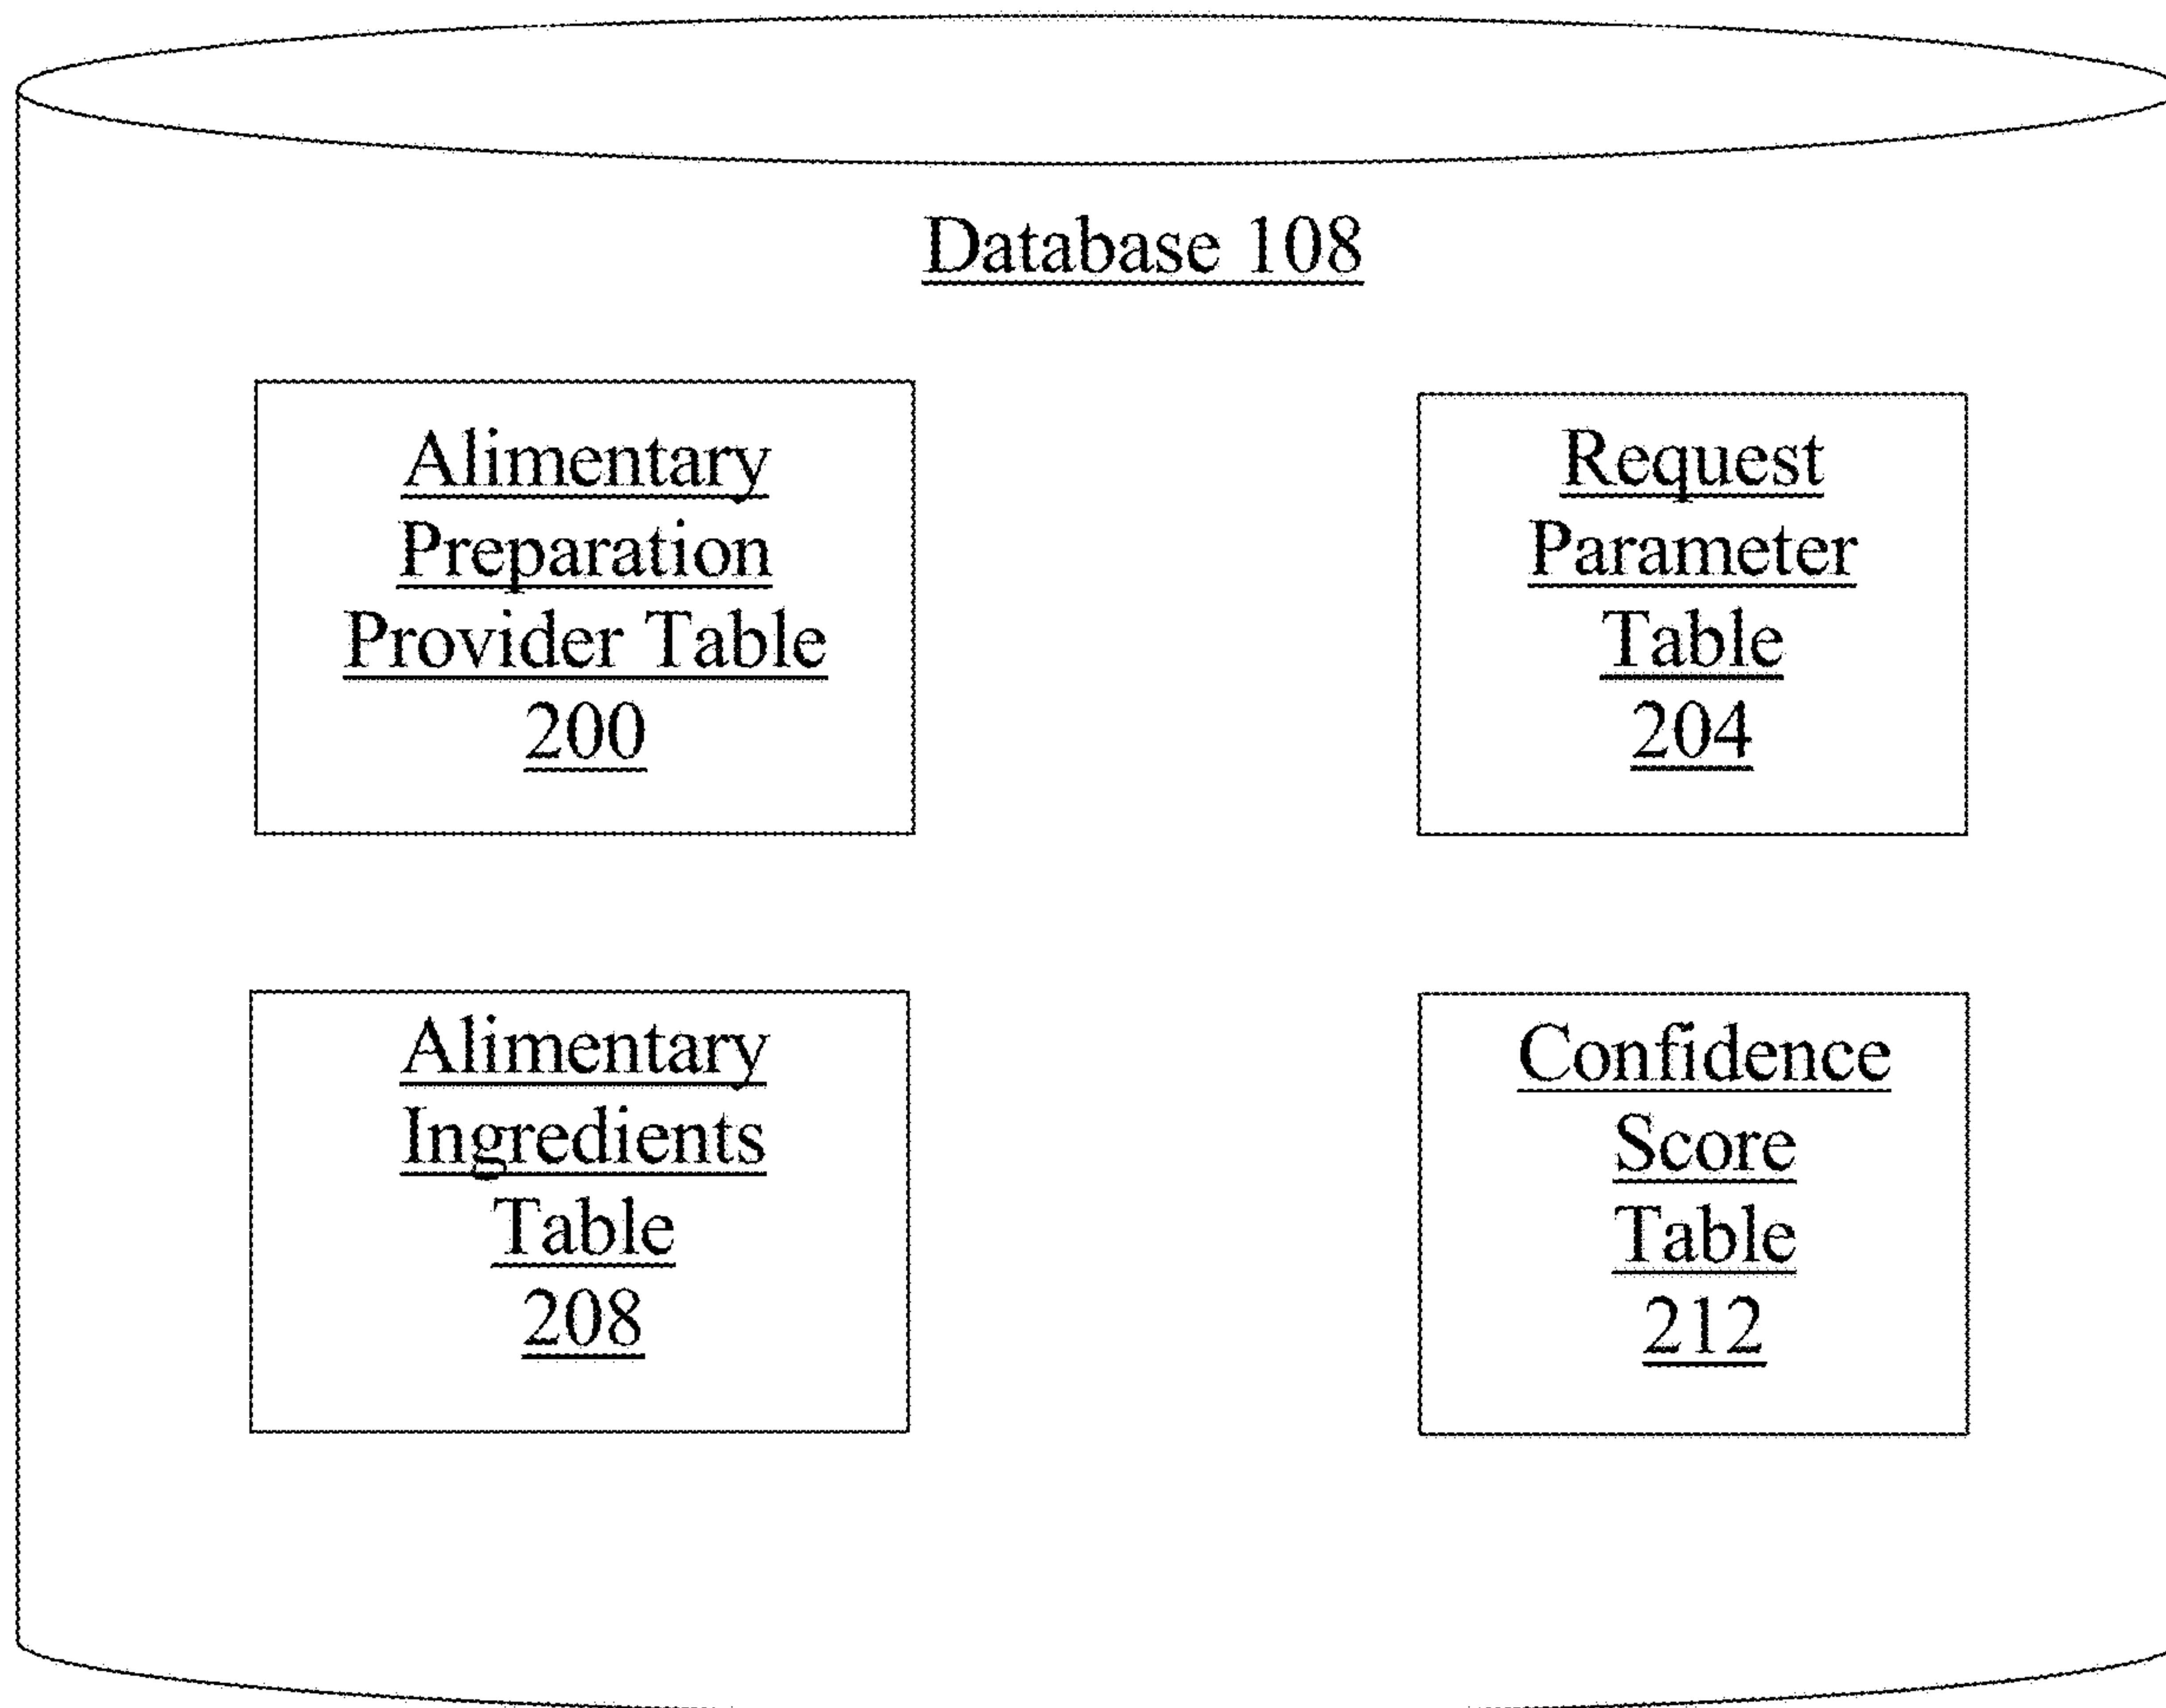 Database 108
Alimentary
Preparation
Provider Table
200
Request
Parameter
Table
204
Alimentary
Ingredients
Table
208
Confidence
Score
Table
212